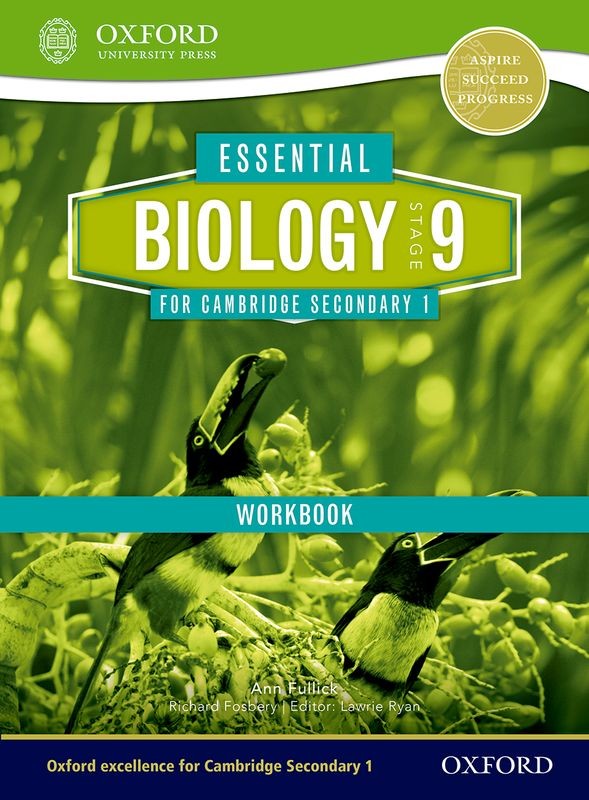 OXFORD
UNIVERSITY PRESS
ASPIRE
SUCCEED
PROGRESS
ESSENTIAL
BIOLOGY STAGE 9
FOR CAMBRIDGE SECONDARY 1
WORKBOOK
Ann Fullick
Richard Fosbery | Editor: Lawrie Ryan
Oxford excellence for Cambridge Secondary 1
OXFORD